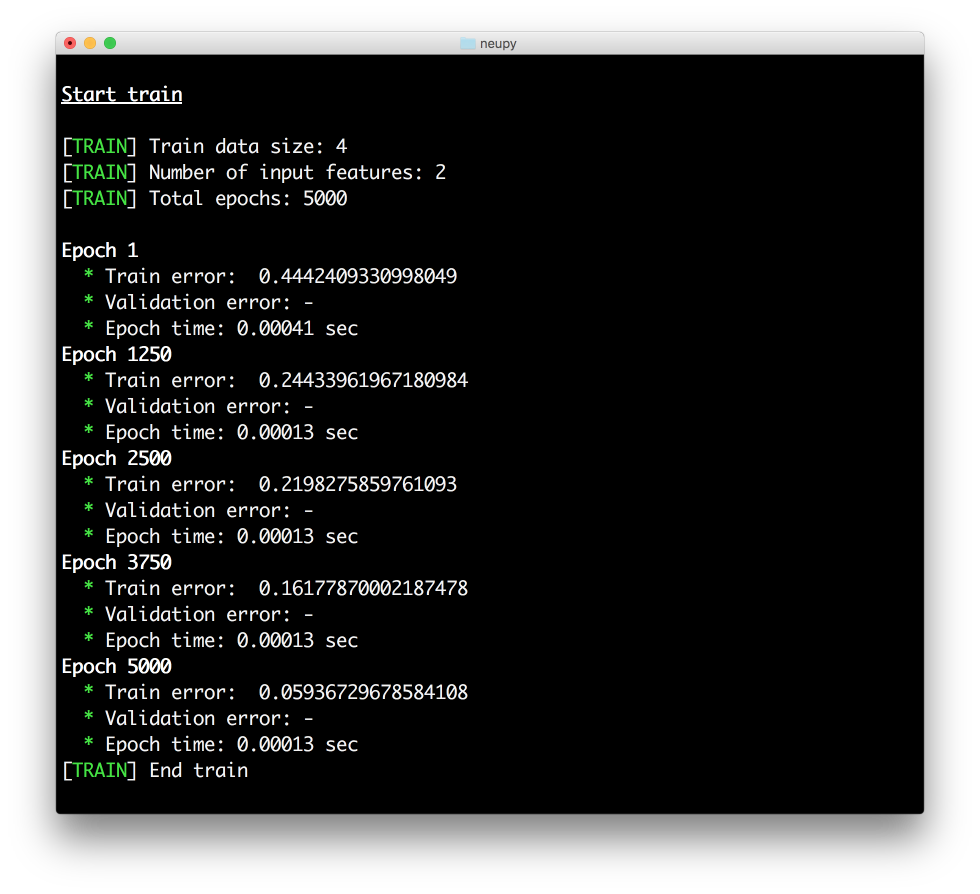 neupy
Start train
[TRAIN] Train data size: 4
[TRAIN] Number of input features: 2
[TRAIN] Total epochs: 5000
Epoch 1
* Train error:  0.4442409330998049
* Validation error: -
* Epoch time: 0.00041 sec
Epoch 1250
* Train error:  0.24433961967180984
* Validation error: -
* Epoch time: 0.00013 sec
Epoch 2500
* Train error:  0.2198275859761093
* Validation error: -
* Epoch time: 0.00013 sec
Epoch 3750
* Train error:  0.16177870002187478
* Validation error: -
* Epoch time: 0.00013 sec
Epoch 5000
* Train error:  0.05936729678584108
* Validation error: -
* Epoch time: 0.00013 sec
[TRAIN] End train